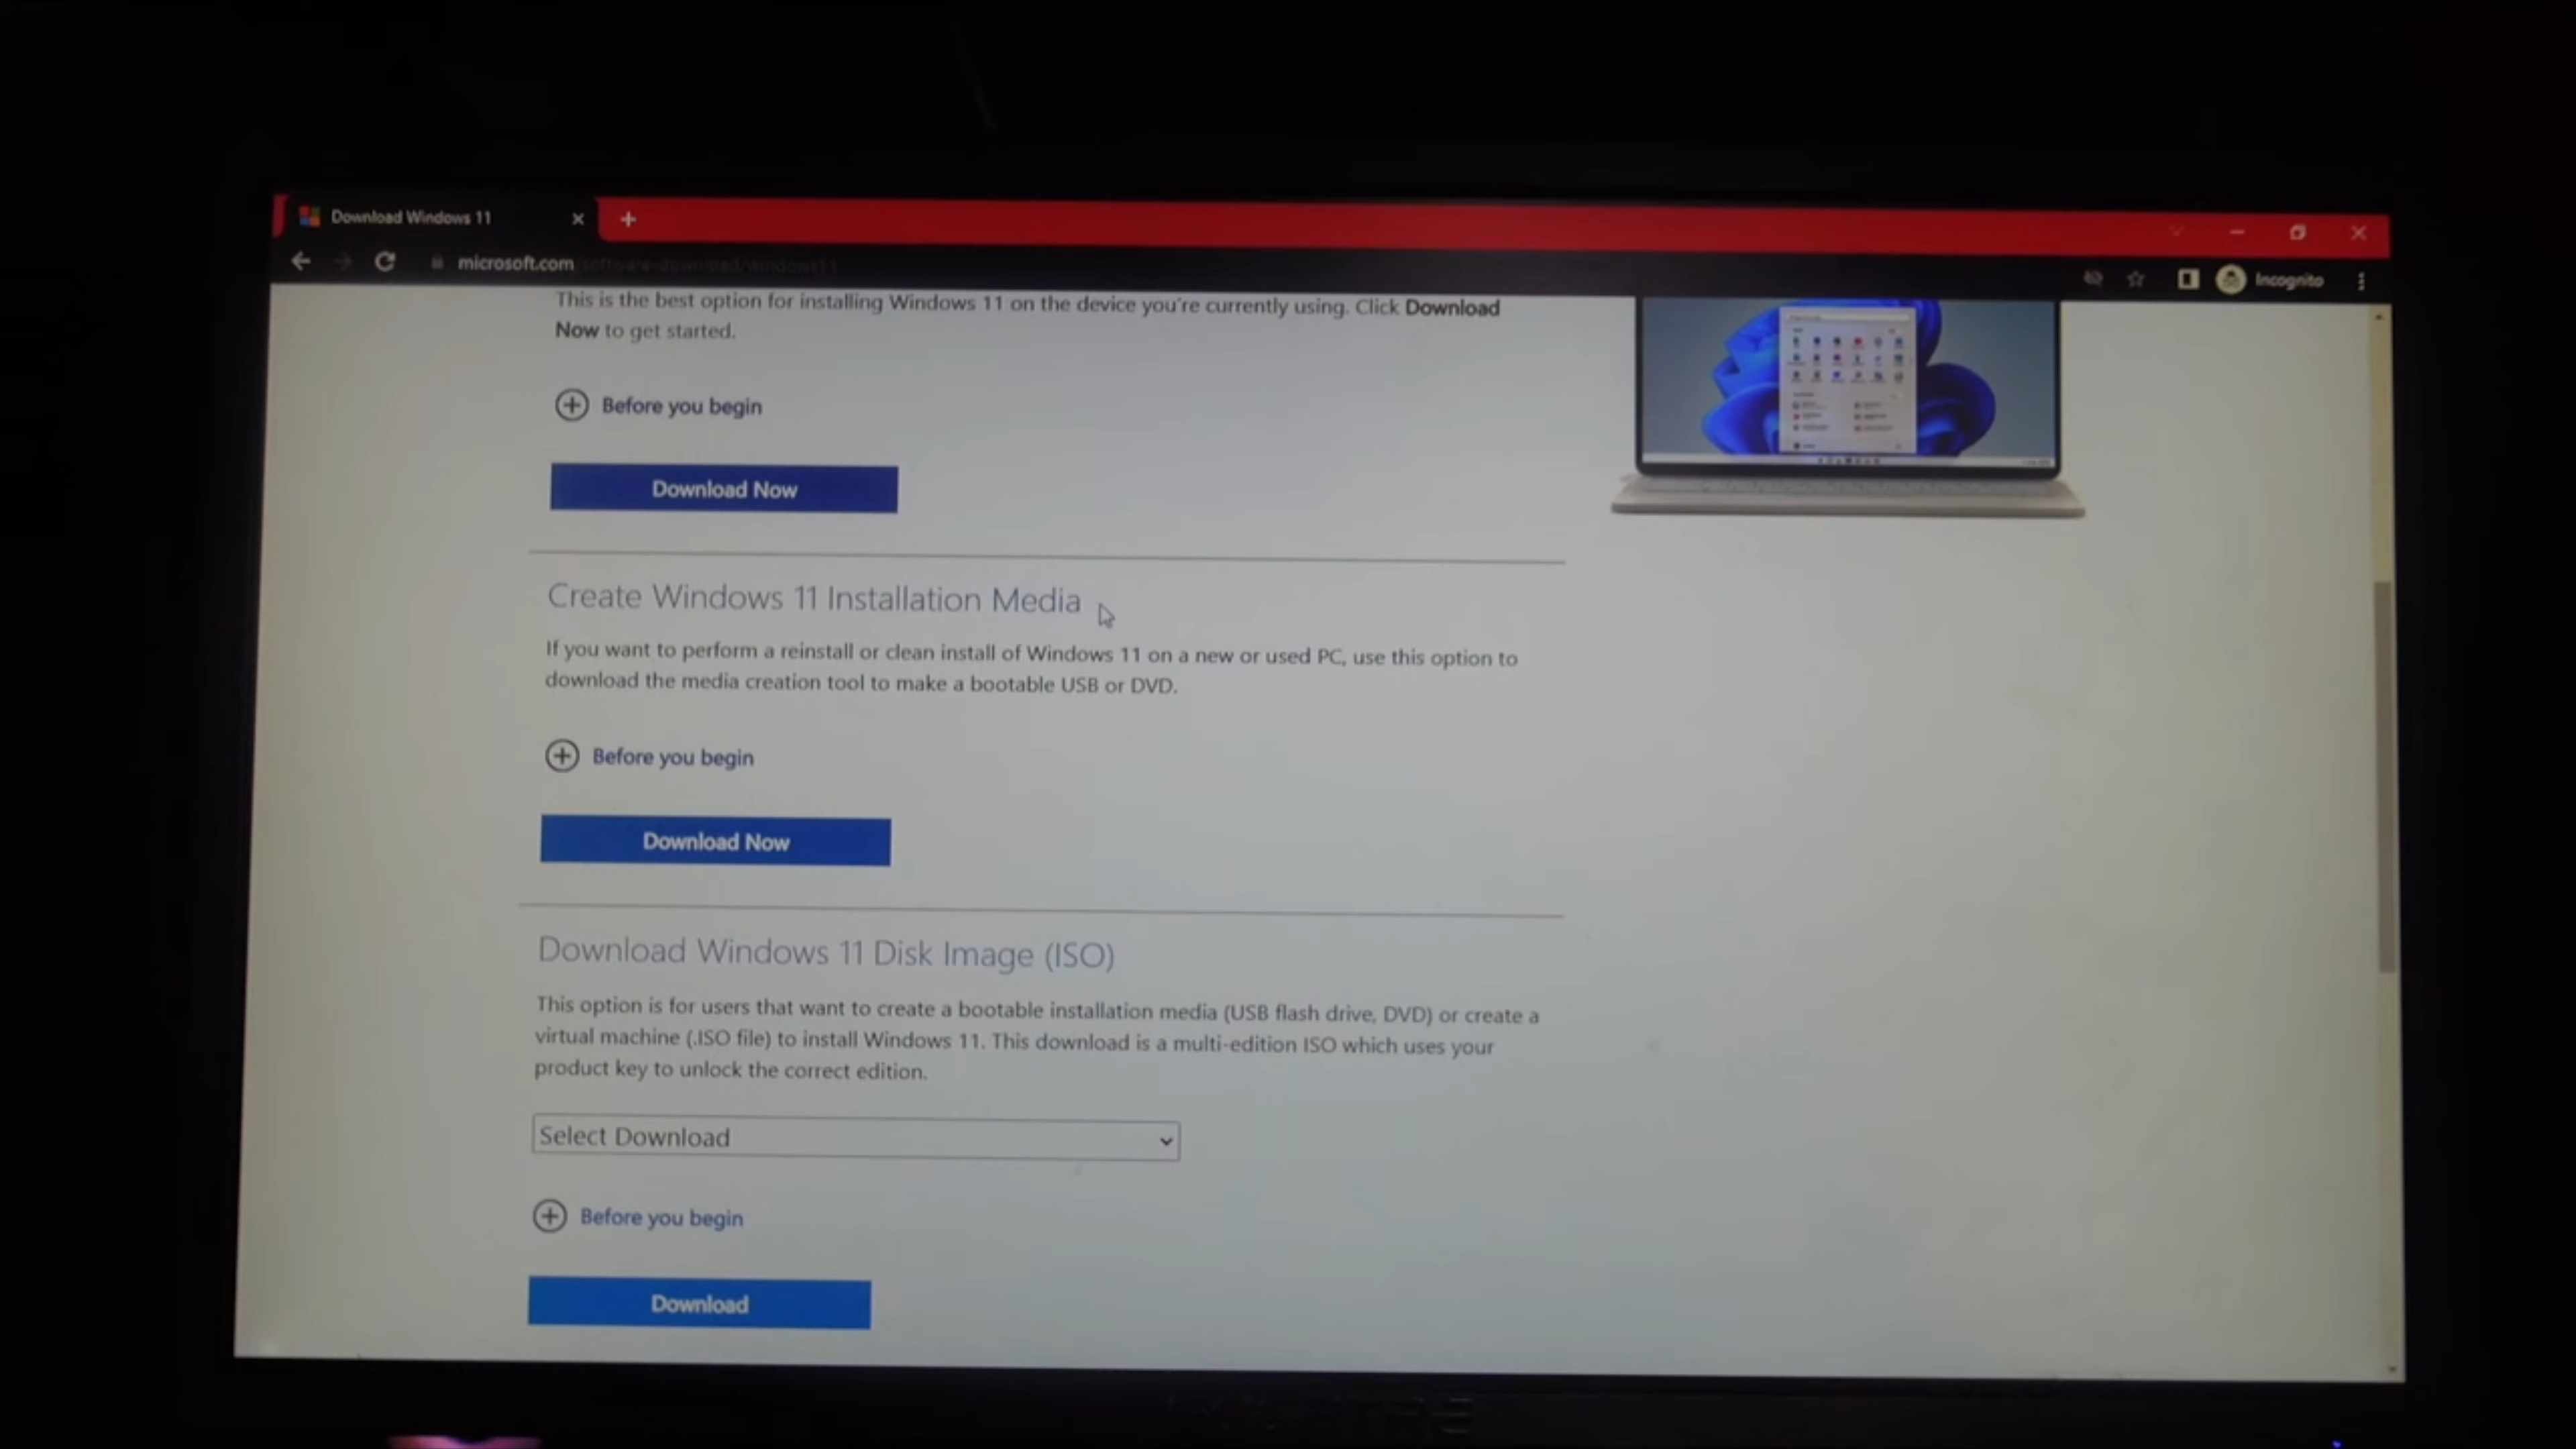 Download Windows 11
microsoft.com/software-download/windows11
Incognito
This is the best option for installing Windows 11 on the device you're currently using. Click Download
Now to get started.
Before you begin
Download Now
Create Windows 11 Installation Media
If you want to perform a reinstall or clean install of Windows 11 on a new or used PC, use this option to
download the media creation tool to make a bootable USB or DVD.
Before you begin
Download Now
Download Windows 11 Disk Image (ISO)
This option is for users that want to create a bootable installation media (USB flash drive, DVD) or create a
virtual machine (.ISO file) to install Windows 11. This download is a multi-edition ISO which uses your
product key to unlock the correct edition.
Select Download
Before you begin
Download